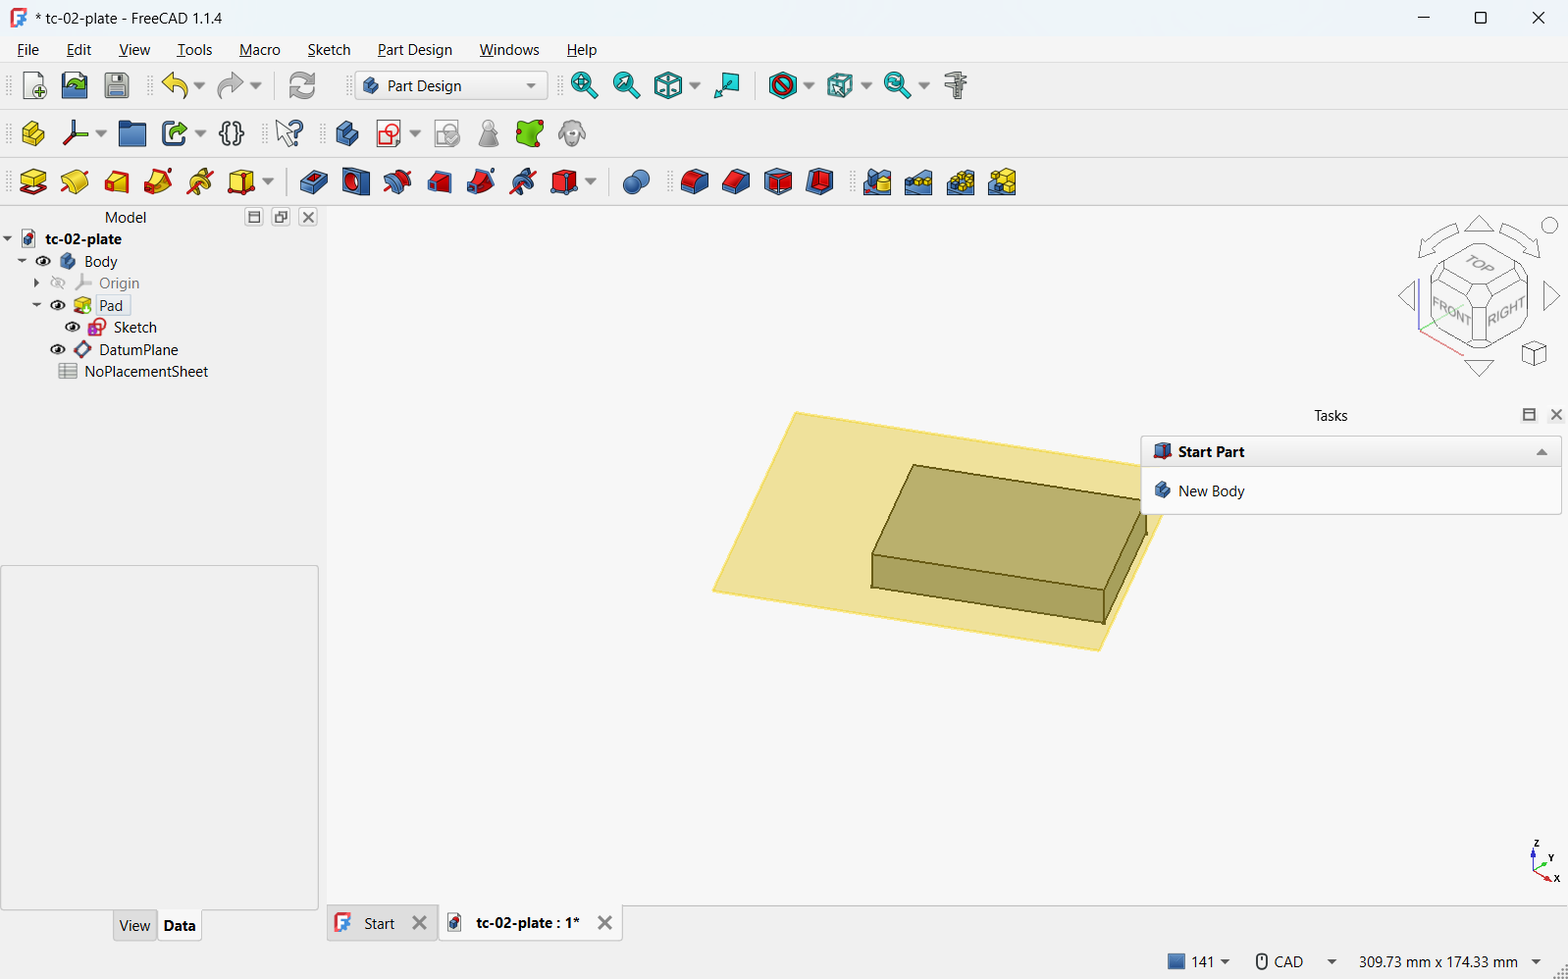 * tc-02-plate - FreeCAD 1.1.4
File Edit View Tools Macro Sketch Part Design Windows Help
Part Design
Model
tc-02-plate
Body
Origin
Pad
Sketch
DatumPlane
NoPlacementSheet
TOP
FRONT
RIGHT
Tasks
Start Part
New Body
Z
Y
X
View Data
Start tc-02-plate : 1*
141 CAD 309.73 mm x 174.33 mm